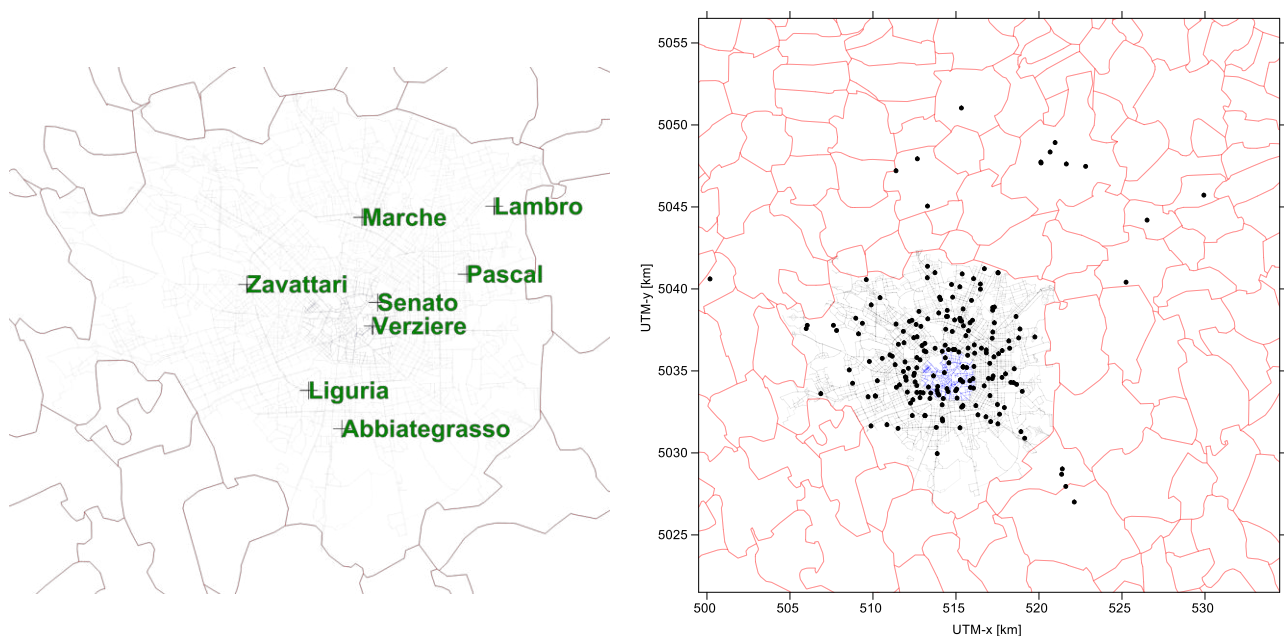 Marche
Lambro
Zavattari
Pascal
Senato
Verziere
Liguria
Abbiategrasso
5055
5050
5045
5040
5035
5030
5025
UTM-y [km]
500 505 510 515 520 525 530
UTM-x [km]